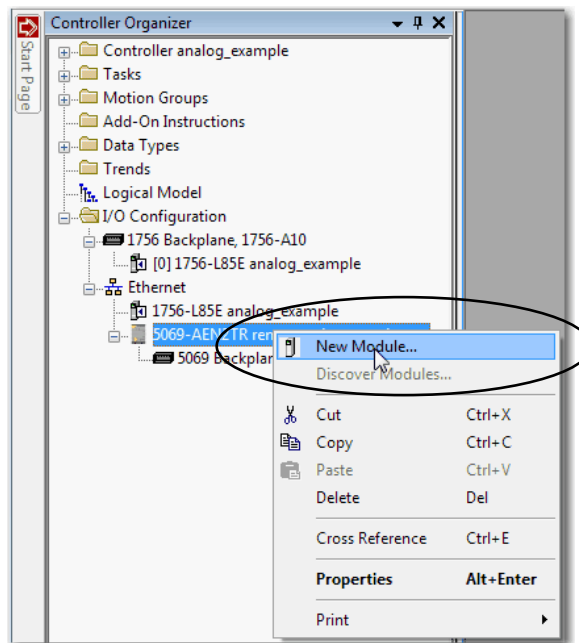 Controller Organizer
Start Page
Controller analog_example
Tasks
Motion Groups
Add-On Instructions
Data Types
Trends
Logical Model
I/O Configuration
1756 Backplane, 1756-A10
[0] 1756-L85E analog_example
Ethernet
1756-L85E analog_example
5069-AEN2TR
5069
New Module...
Discover Modules...
Cut Ctrl+X
Copy Ctrl+C
Paste Ctrl+V
Delete Del
Cross Reference Ctrl+E
Properties Alt+Enter
Print